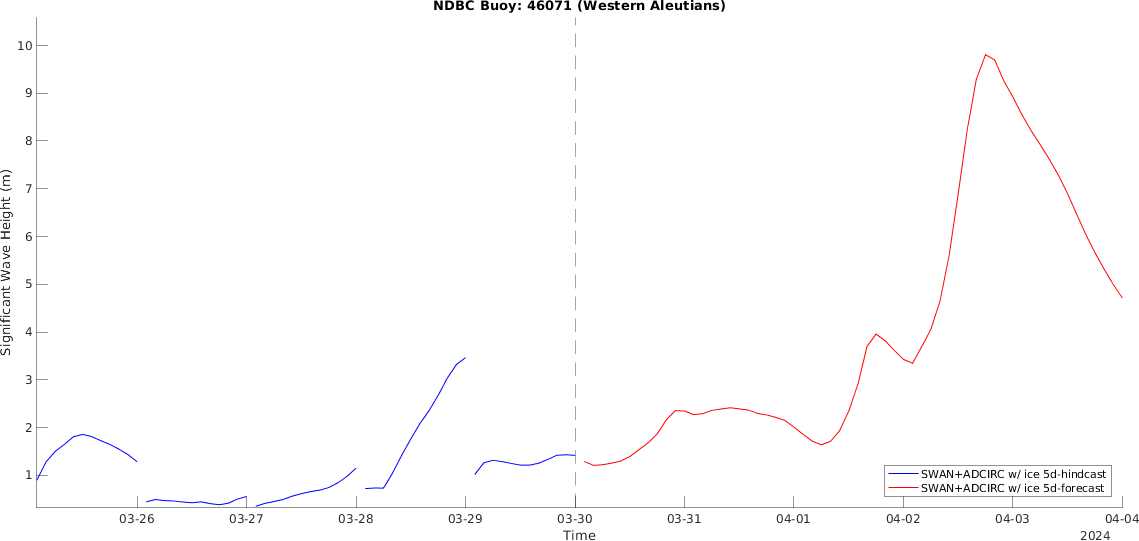 NDBC Buoy: 46071 (Western Aleutians)
10
9
8
7
6
5
4
3
2
1
Significant Wave Height (m)
SWAN+ADCIRC w/ ice 5d-hindcast
SWAN+ADCIRC w/ ice 5d-forecast
03-26 03-27 03-28 03-29 03-30 03-31 04-01 04-02 04-03 04-04
Time
2024